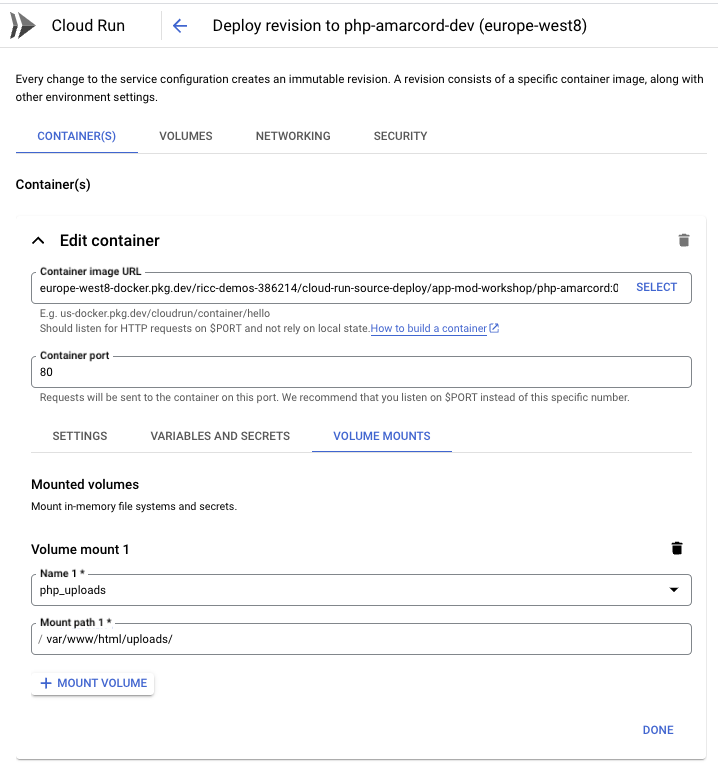 Cloud Run
Deploy revision to php-amarcord-dev (europe-west8)
Every change to the service configuration creates an immutable revision. A revision consists of a specific container image, along with
other environment settings.
CONTAINER(S) VOLUMES NETWORKING SECURITY
Container(s)
Edit container
Container image URL
europe-west8-docker.pkg.dev/ricc-demos-386214/cloud-run-source-deploy/app-mod-workshop/php-amarcord:0 SELECT
E.g. us-docker.pkg.dev/cloudrun/container/hello
Should listen for HTTP requests on $PORT and not rely on local state. How to build a container
Container port
80
Requests will be sent to the container on this port. We recommend that you listen on $PORT instead of this specific number.
SETTINGS VARIABLES AND SECRETS VOLUME MOUNTS
Mounted volumes
Mount in-memory file systems and secrets.
Volume mount 1
Name 1 *
php_uploads
Mount path 1 *
/ var/www/html/uploads/
+ MOUNT VOLUME
DONE